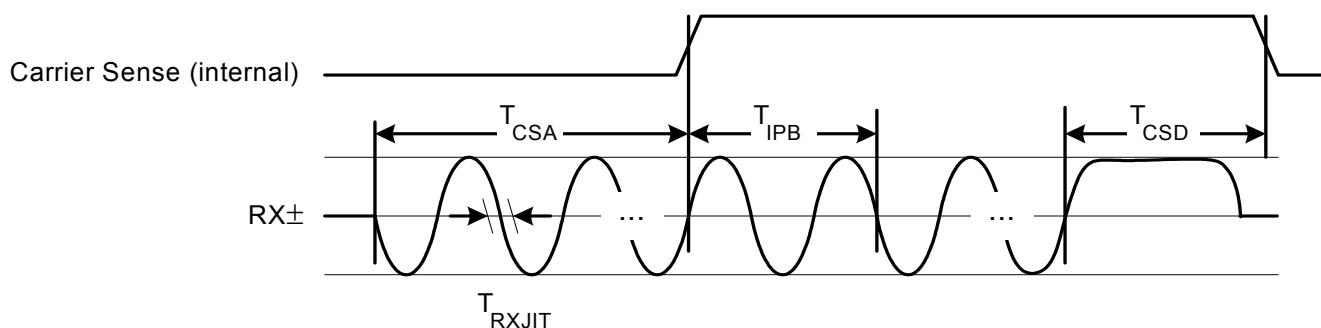 Carrier Sense (internal)
T_CSA
T_IPB
T_CSD
RX±
...
...
T_RXJIT